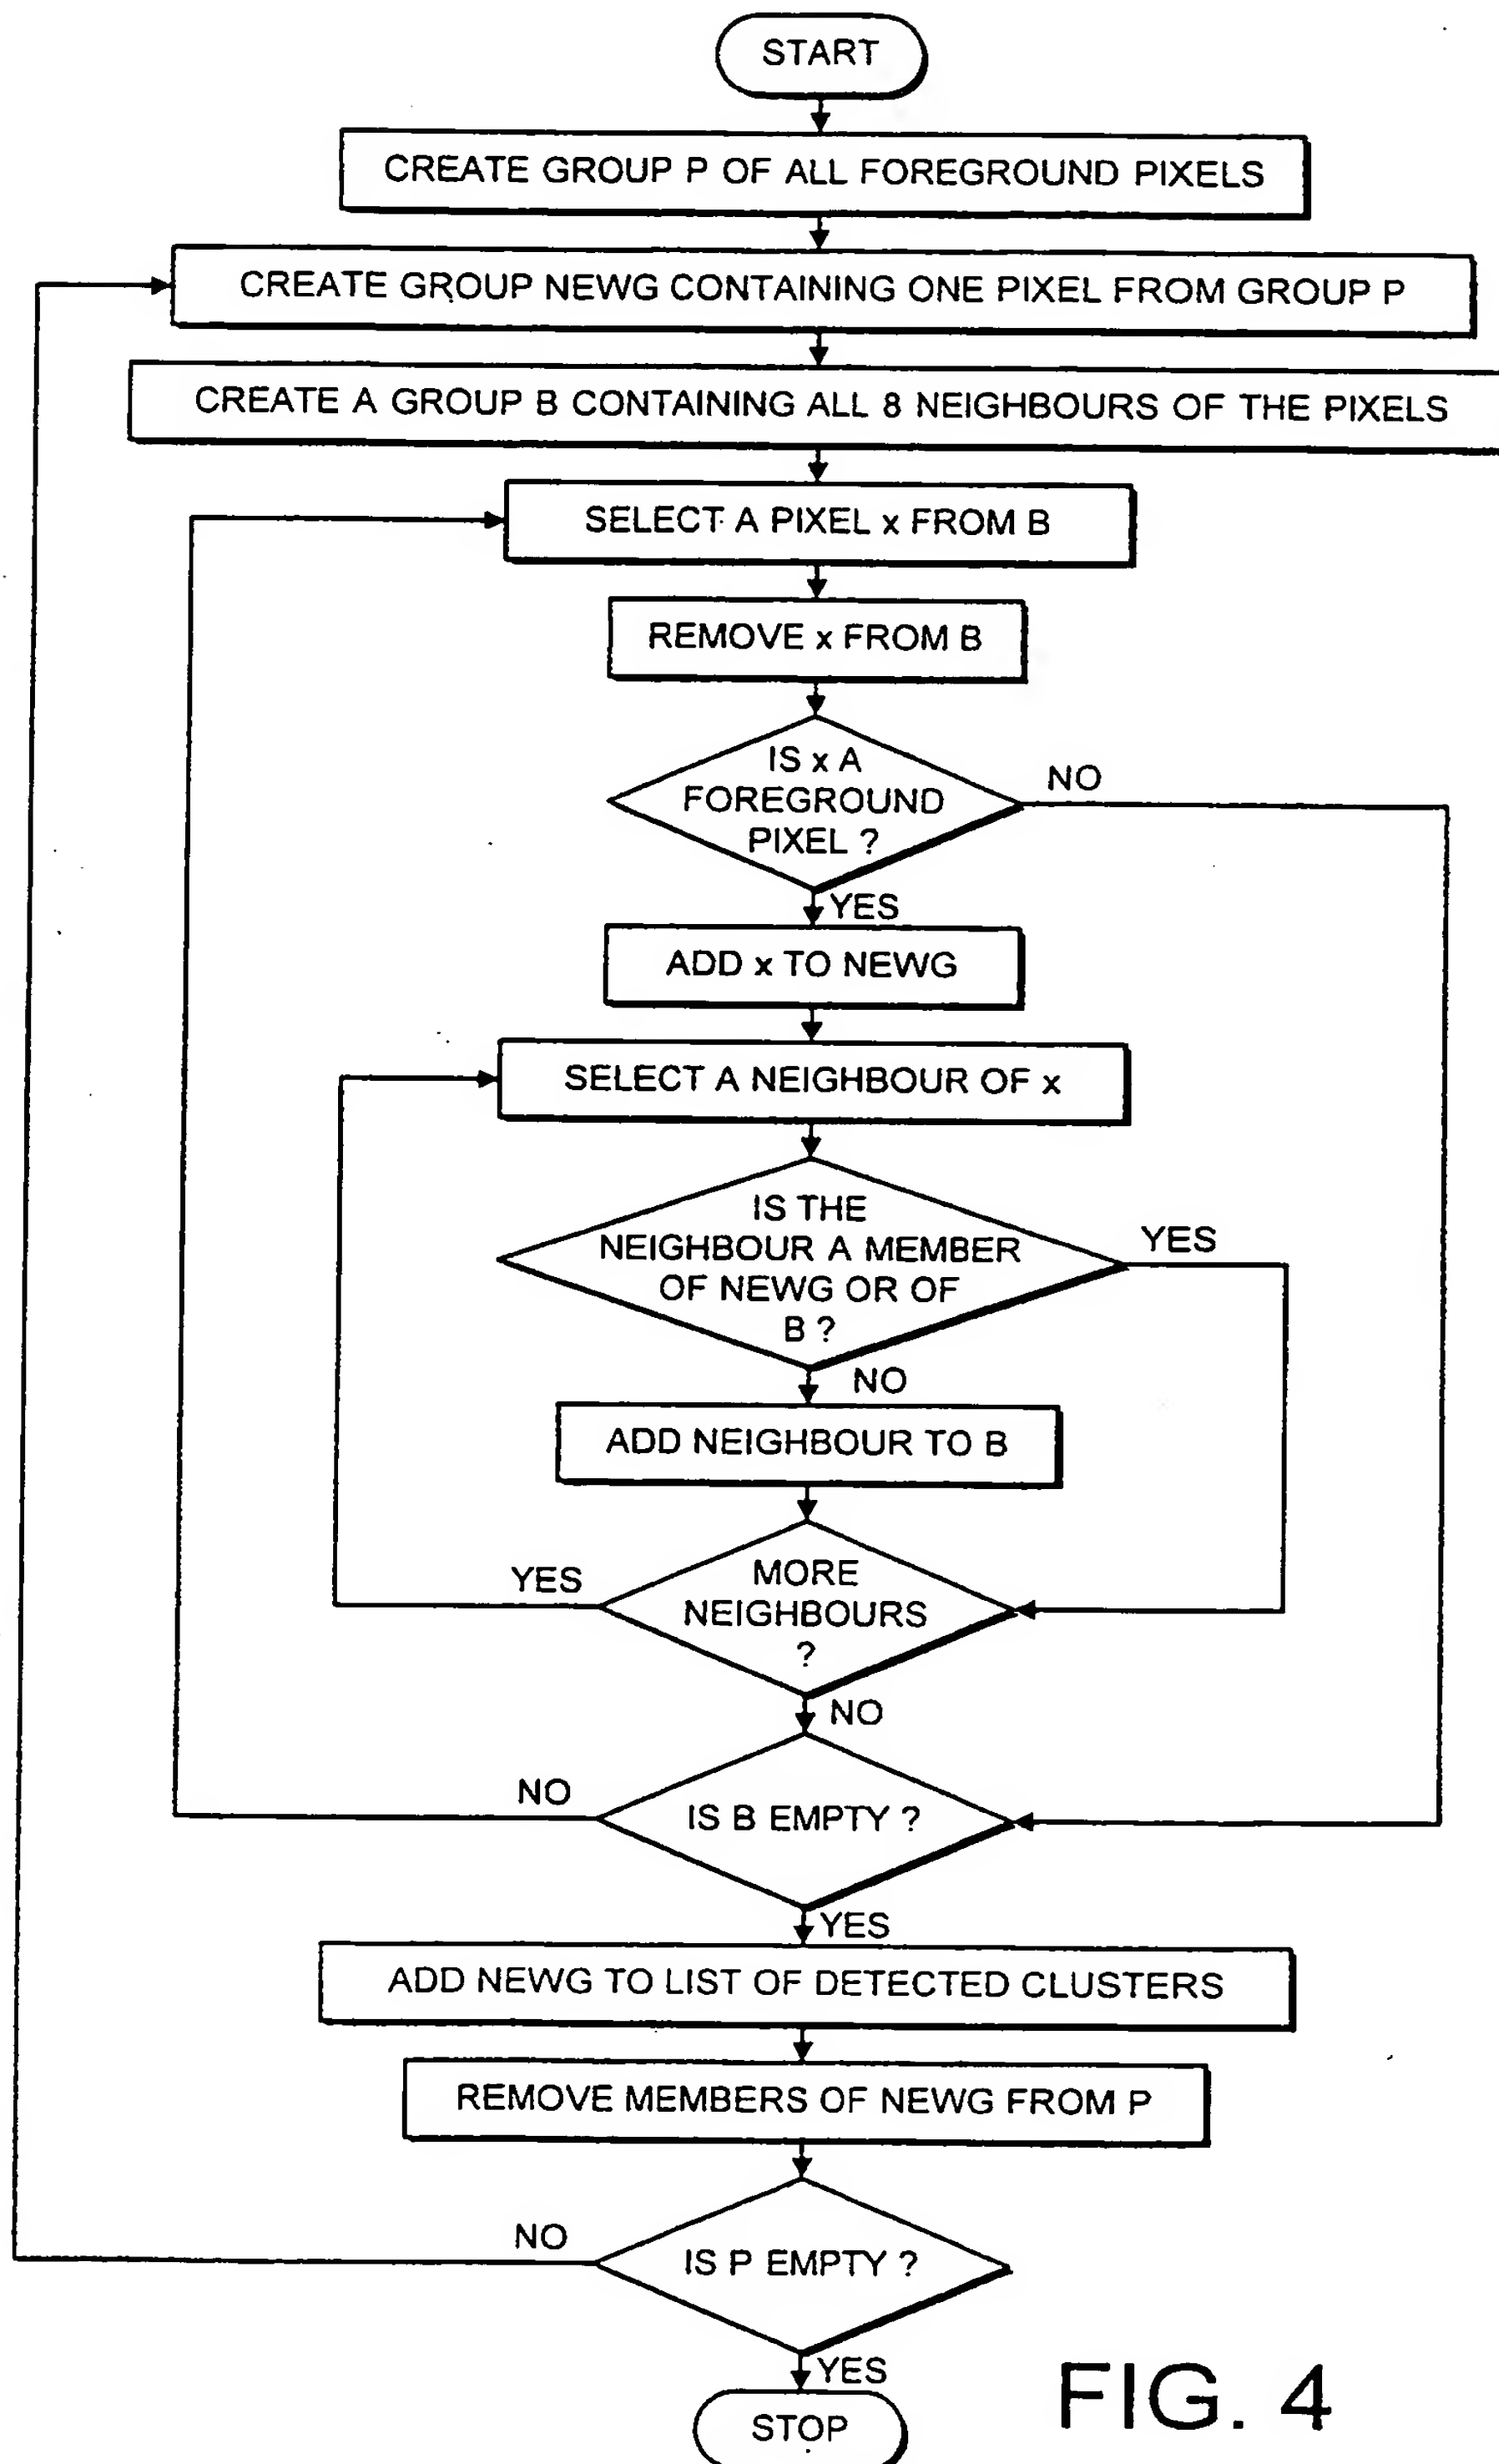 START
CREATE GROUP P OF ALL FOREGROUND PIXELS
CREATE GROUP NEWG CONTAINING ONE PIXEL FROM GROUP P
CREATE A GROUP B CONTAINING ALL 8 NEIGHBOURS OF THE PIXELS
SELECT A PIXEL x FROM B
REMOVE x FROM B
IS x A
FOREGROUND
PIXEL ?
NO
YES
ADD x TO NEWG
SELECT A NEIGHBOUR OF x
IS THE
NEIGHBOUR A MEMBER
OF NEWG OR OF
B ?
YES
NO
ADD NEIGHBOUR TO B
MORE
NEIGHBOURS
?
YES
NO
IS B EMPTY ?
NO
YES
ADD NEWG TO LIST OF DETECTED CLUSTERS
REMOVE MEMBERS OF NEWG FROM P
IS P EMPTY ?
NO
YES
STOP
FIG. 4